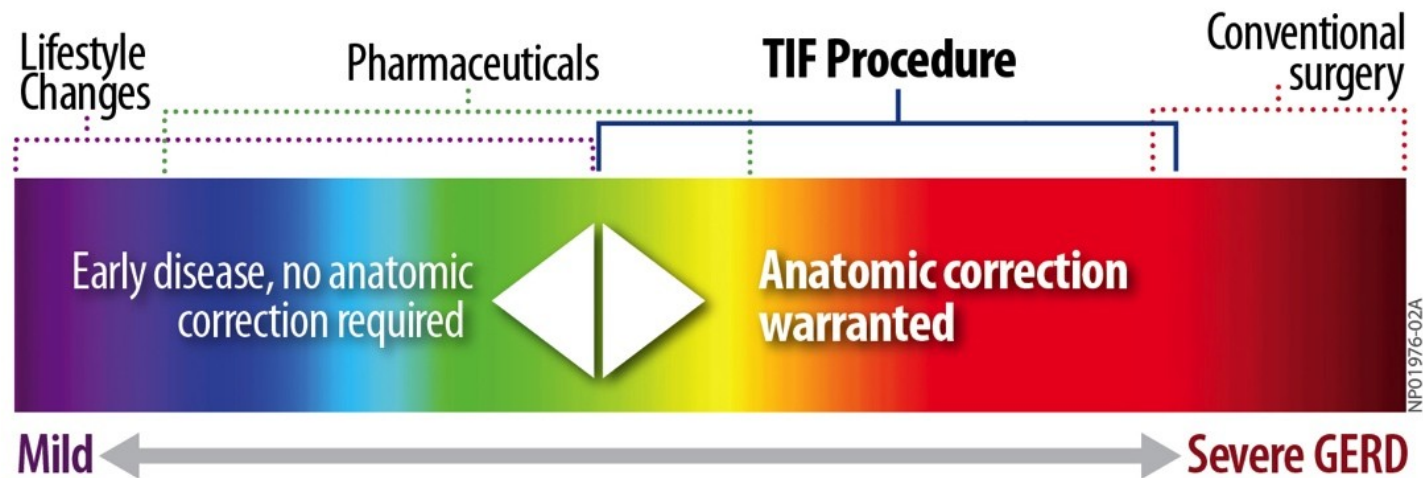 Lifestyle
Changes
Pharmaceuticals
TIF Procedure
Conventional
surgery
Early disease, no anatomic
correction required
Anatomic correction
warranted
NP01976-02A
Mild
Severe GERD